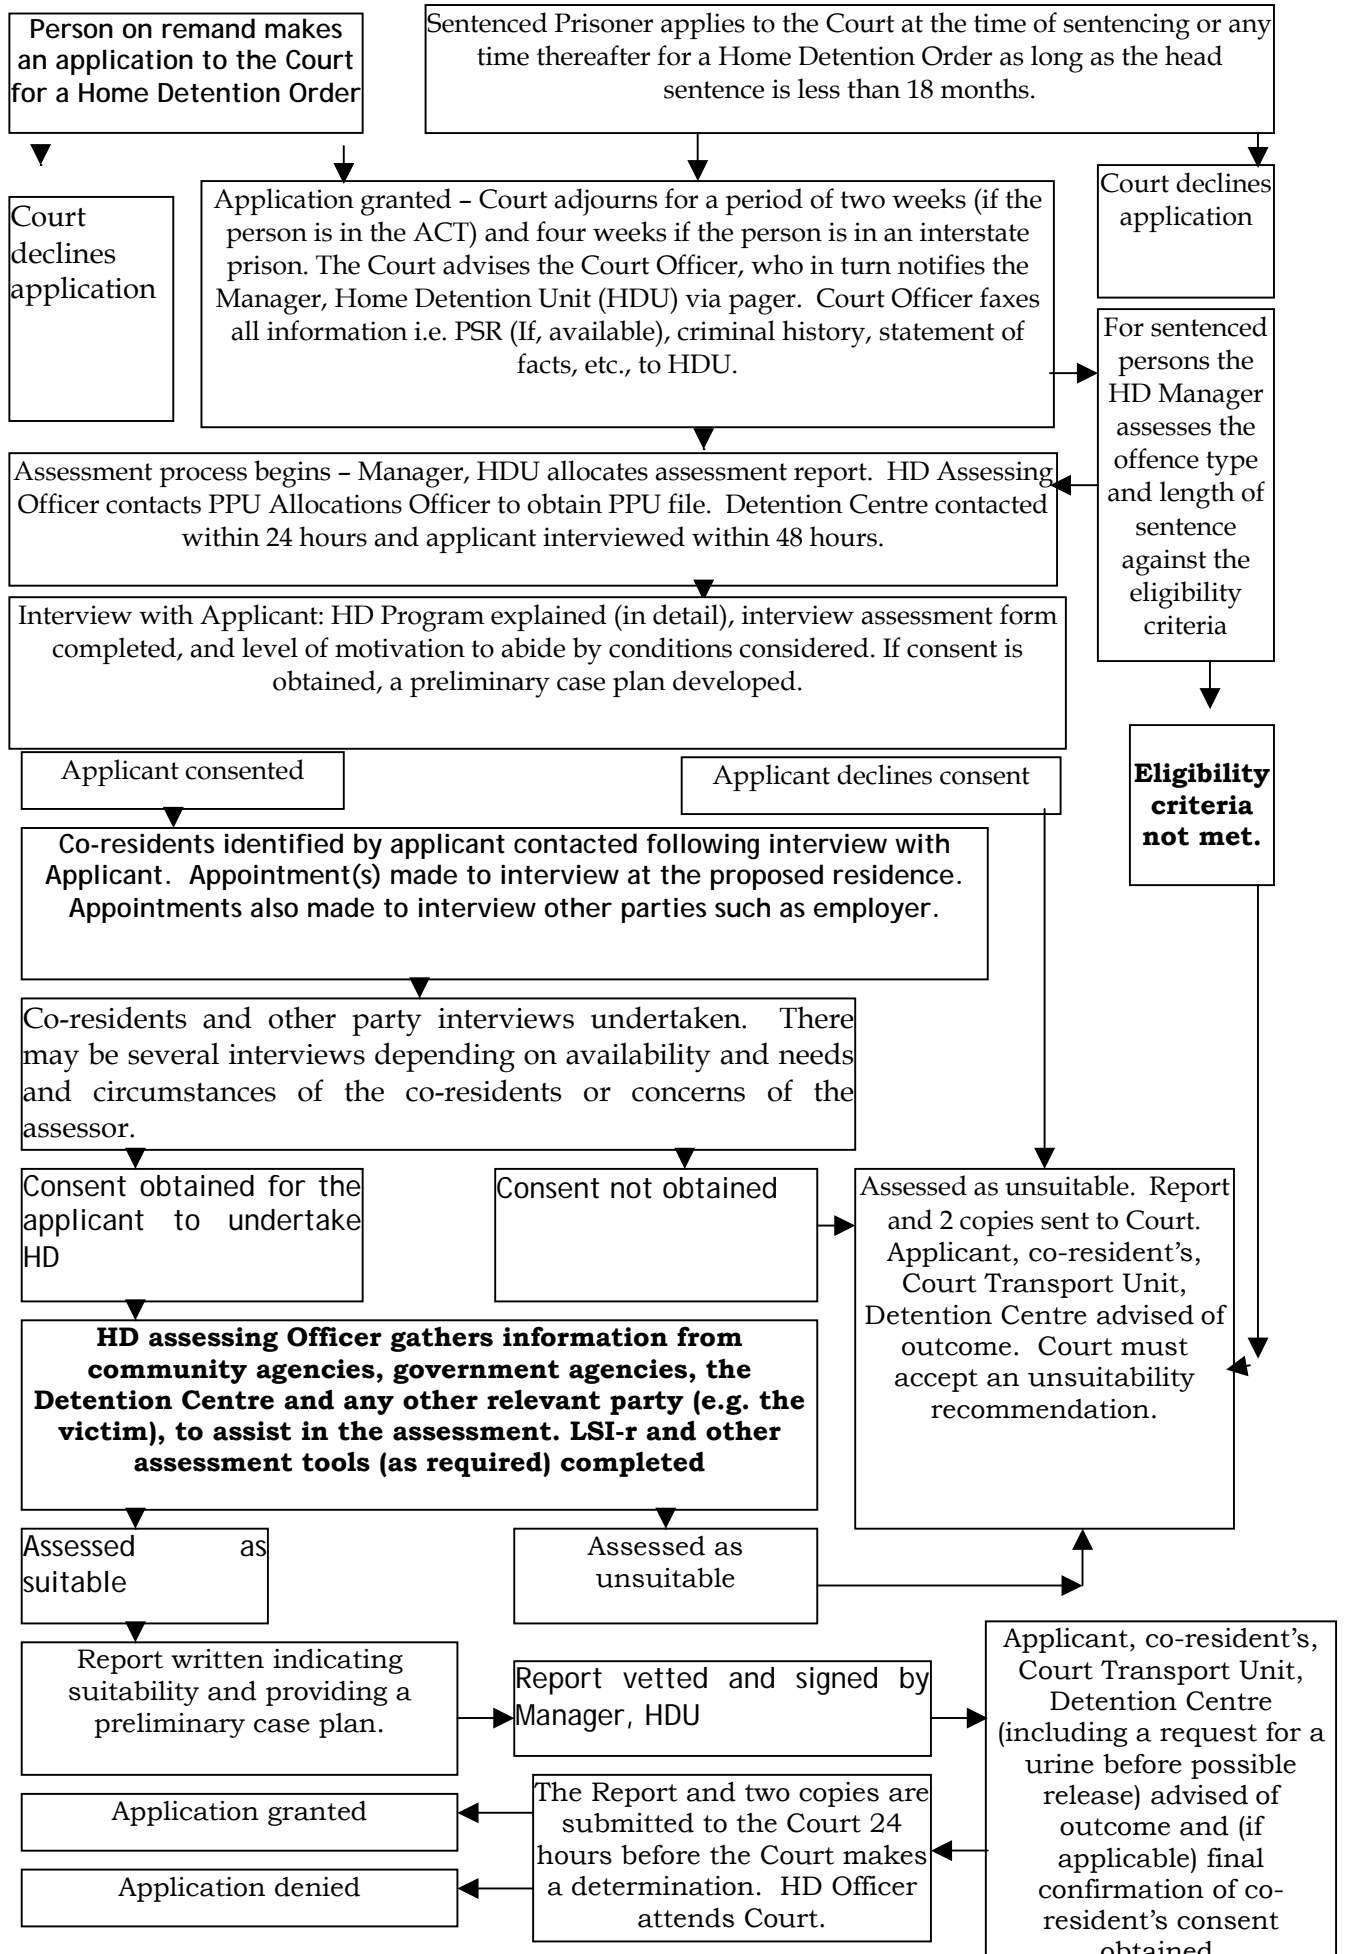 Person on remand makes
an application to the Court
for a Home Detention Order
Sentenced Prisoner applies to the Court at the time of sentencing or any
time thereafter for a Home Detention Order as long as the head
sentence is less than 18 months.
Court
declines
application
Application granted – Court adjourns for a period of two weeks (if the
person is in the ACT) and four weeks if the person is in an interstate
prison. The Court advises the Court Officer, who in turn notifies the
Manager, Home Detention Unit (HDU) via pager.  Court Officer faxes
all information i.e. PSR (If, available), criminal history, statement of
facts, etc., to HDU.
Court declines
application
For sentenced
persons the
HD Manager
assesses the
offence type
and length of
sentence
against the
eligibility
criteria
Assessment process begins – Manager, HDU allocates assessment report.  HD Assessing
Officer contacts PPU Allocations Officer to obtain PPU file.  Detention Centre contacted
within 24 hours and applicant interviewed within 48 hours.
Interview with Applicant: HD Program explained (in detail), interview assessment form
completed, and level of motivation to abide by conditions considered. If consent is
obtained, a preliminary case plan developed.
Applicant consented
Applicant declines consent
Eligibility
criteria
not met.
Co-residents identified by applicant contacted following interview with
Applicant.  Appointment(s) made to interview at the proposed residence.
Appointments also made to interview other parties such as employer.
Co-residents and other party interviews undertaken.  There
may be several interviews depending on availability and needs
and circumstances of the co-residents or concerns of the
assessor.
Consent obtained for the
applicant to undertake
HD
Consent not obtained
Assessed as unsuitable.  Report
and 2 copies sent to Court.
Applicant, co-resident’s,
Court Transport Unit,
Detention Centre advised of
outcome.  Court must
accept an unsuitability
recommendation.
HD assessing Officer gathers information from
community agencies, government agencies, the
Detention Centre and any other relevant party (e.g. the
victim), to assist in the assessment. LSI-r and other
assessment tools (as required) completed
Assessed as
suitable
Assessed as
unsuitable
Report written indicating
suitability and providing a
preliminary case plan.
Report vetted and signed by
Manager, HDU
Applicant, co-resident’s,
Court Transport Unit,
Detention Centre
(including a request for a
urine before possible
release) advised of
outcome and (if
applicable) final
confirmation of co-
resident’s consent
obtained
The Report and two copies are
submitted to the Court 24
hours before the Court makes
a determination.  HD Officer
attends Court.
Application granted
Application denied